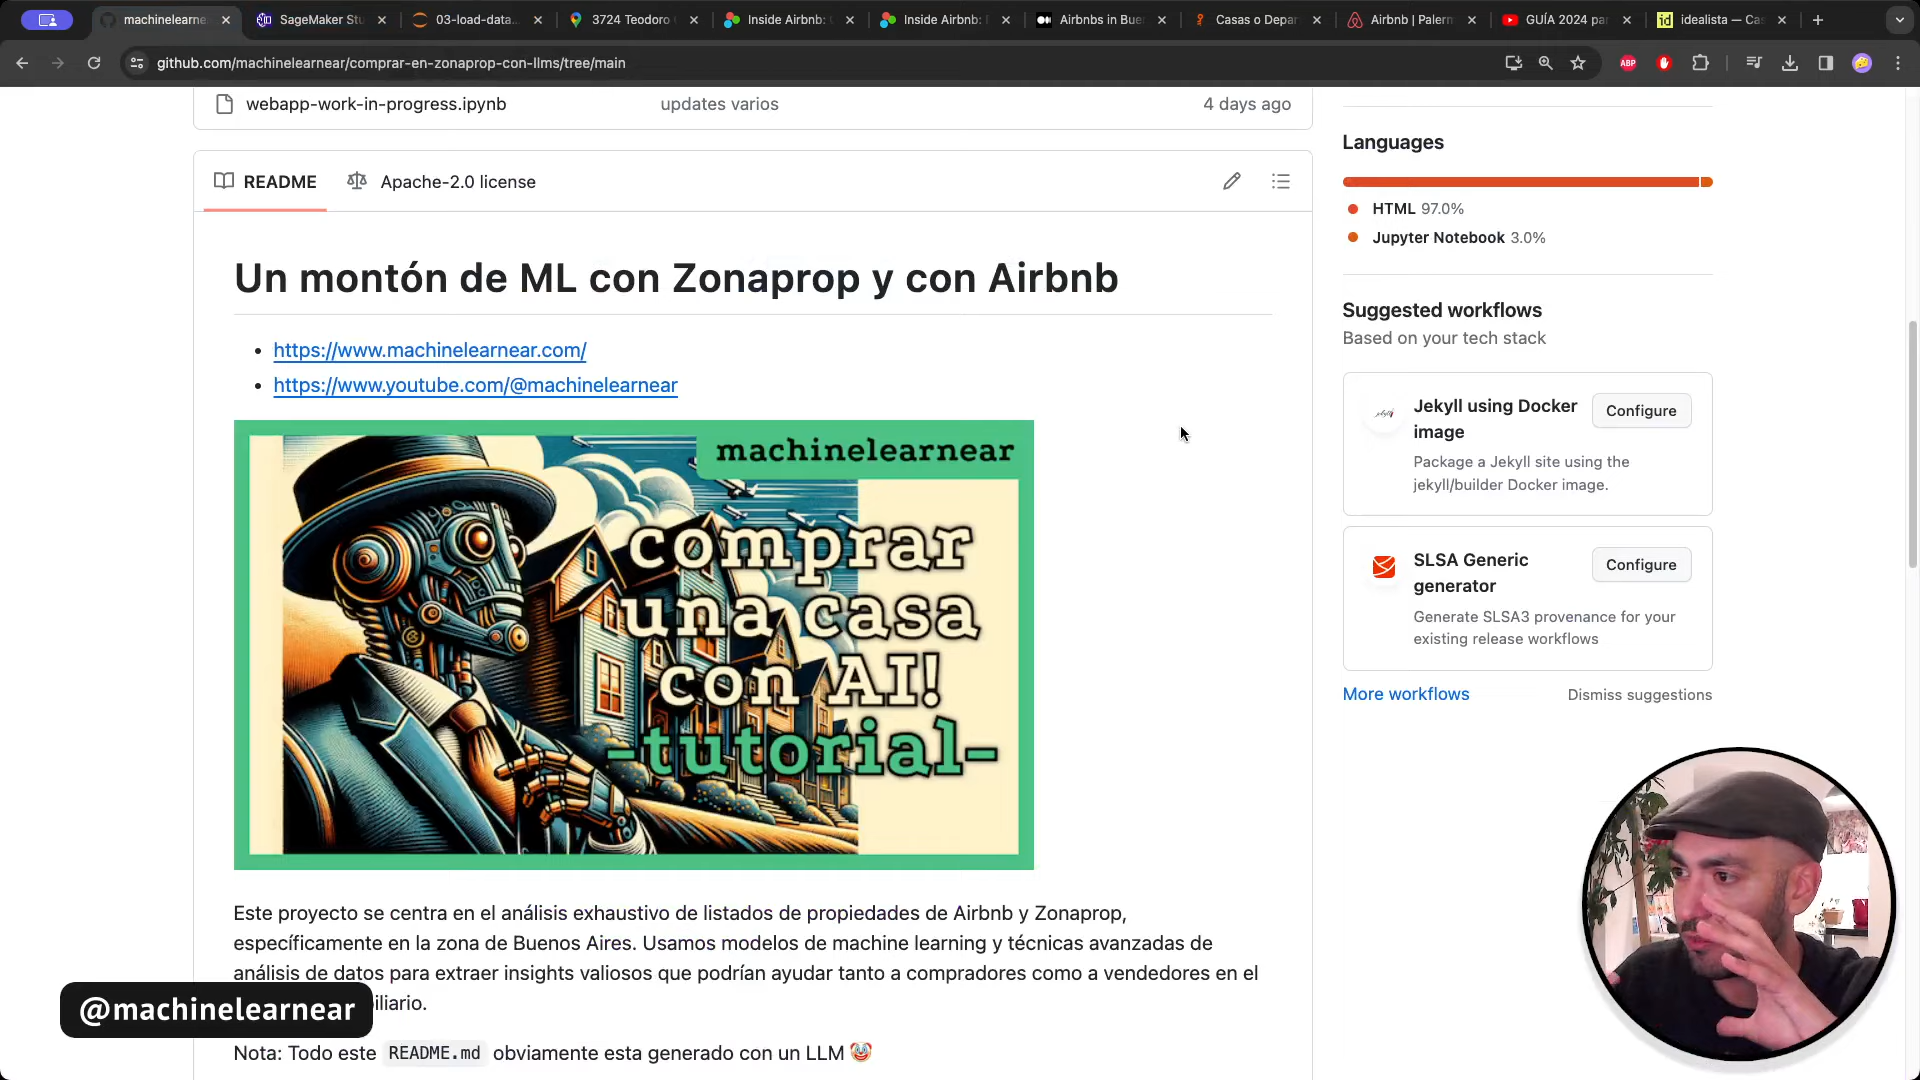 machinelearne
SageMaker Stu
03-load-data.
3724 Teodoro
Inside Airbnb:
Inside Airbnb:
Airbnbs in Buer
Casas o Depar
Airbnb | Palerm
GUÍA 2024 par
idealista — Cas
github.com/machinelearnear/comprar-en-zonaprop-con-llms/tree/main
ABP
webapp-work-in-progress.ipynb updates varios 4 days ago
README Apache-2.0 license
Un montón de ML con Zonaprop y con Airbnb
https://www.machinelearnear.com/
https://www.youtube.com/@machinelearnear
machinelearnear
comprar
una casa
con AI!
-tutorial-
Este proyecto se centra en el análisis exhaustivo de listados de propiedades de Airbnb y Zonaprop,
específicamente en la zona de Buenos Aires. Usamos modelos de machine learning y técnicas avanzadas de
análisis de datos para extraer insights valiosos que podrían ayudar tanto a compradores como a vendedores en el
iliario.
@machinelearnear
Nota: Todo este README.md obviamente esta generado con un LLM 🤡
Languages
HTML 97.0%
Jupyter Notebook 3.0%
Suggested workflows
Based on your tech stack
Jekyll using Docker
image
Configure
Package a Jekyll site using the
jekyll/builder Docker image.
SLSA Generic
generator
Configure
Generate SLSA3 provenance for your
existing release workflows
More workflows Dismiss suggestions